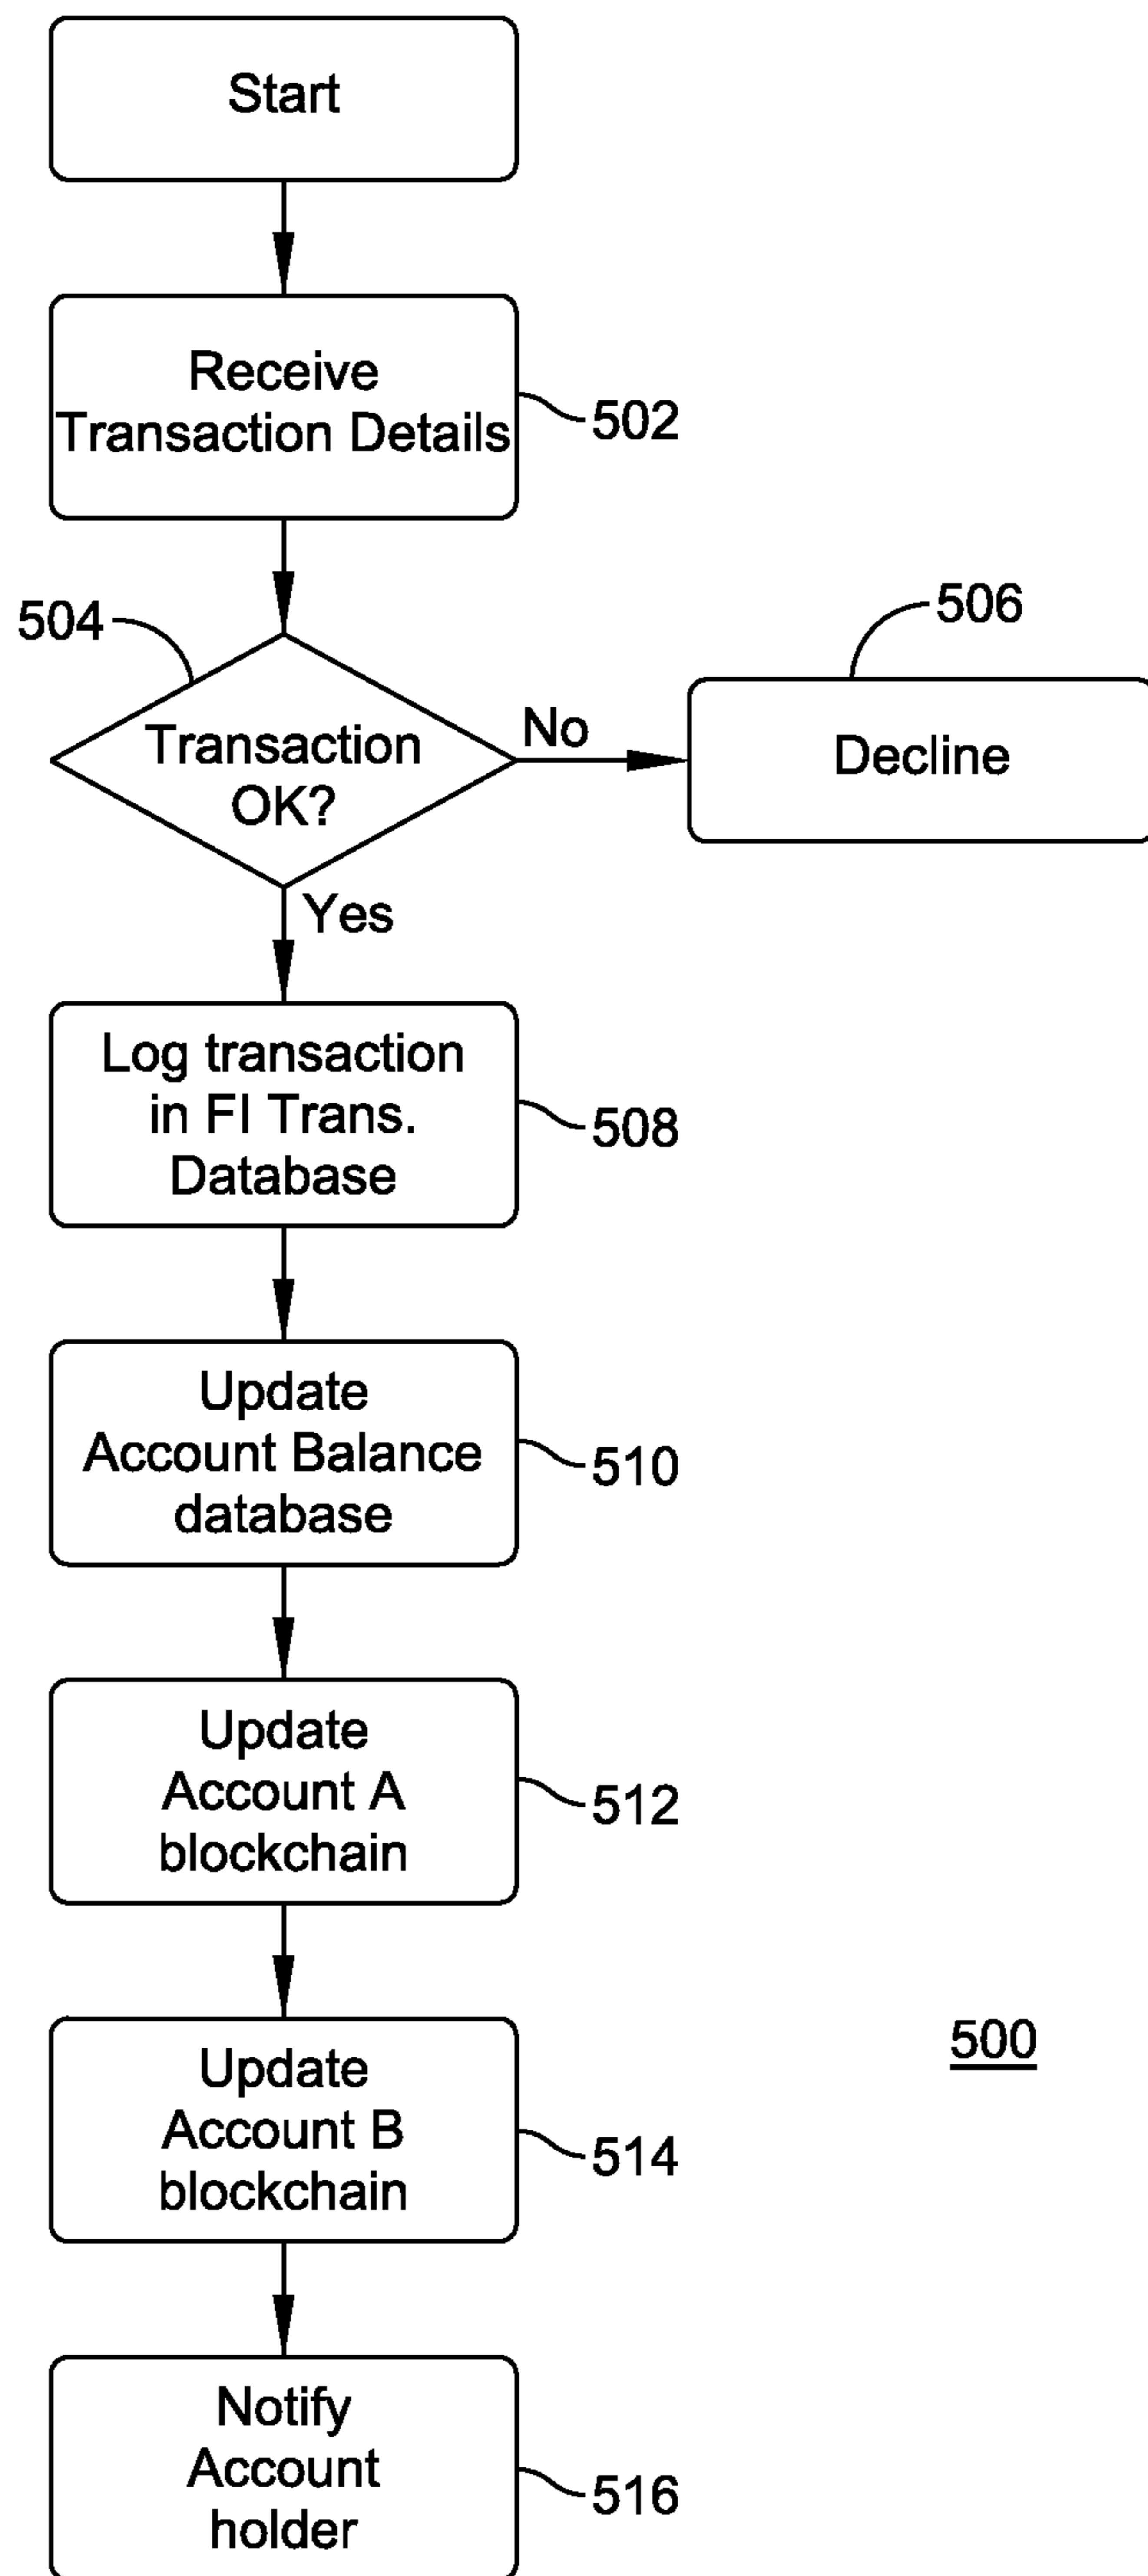 Start
Receive
Transaction Details
502
504
Transaction
OK?
No
506
Decline
Yes
Log transaction
in FI Trans.
Database
508
Update
Account Balance
database
510
Update
Account A
blockchain
512
Update
Account B
blockchain
514
500
Notify
Account
holder
516